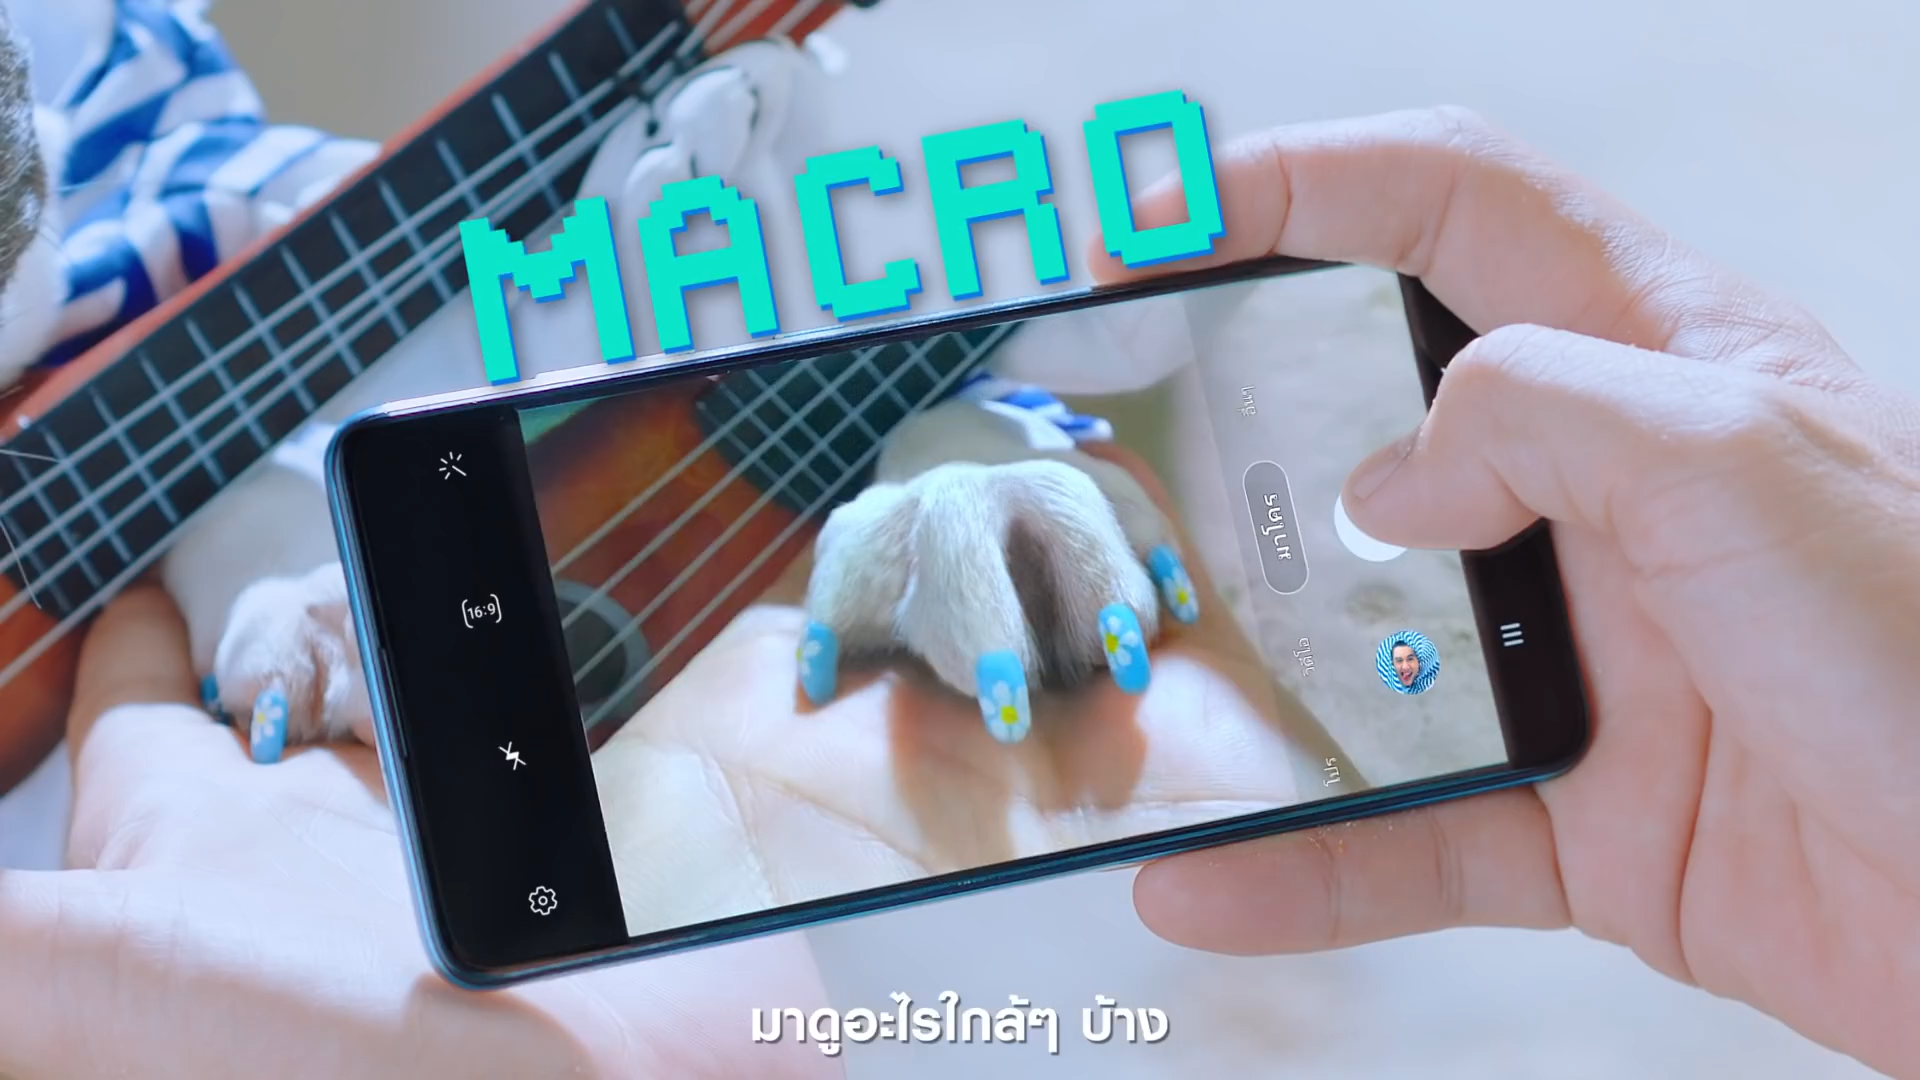 MACRO
อื่นๆ
มาโคร
16:9
วิดีโอ
โปร
มาดูอะไรใกล้ๆ บ้าง